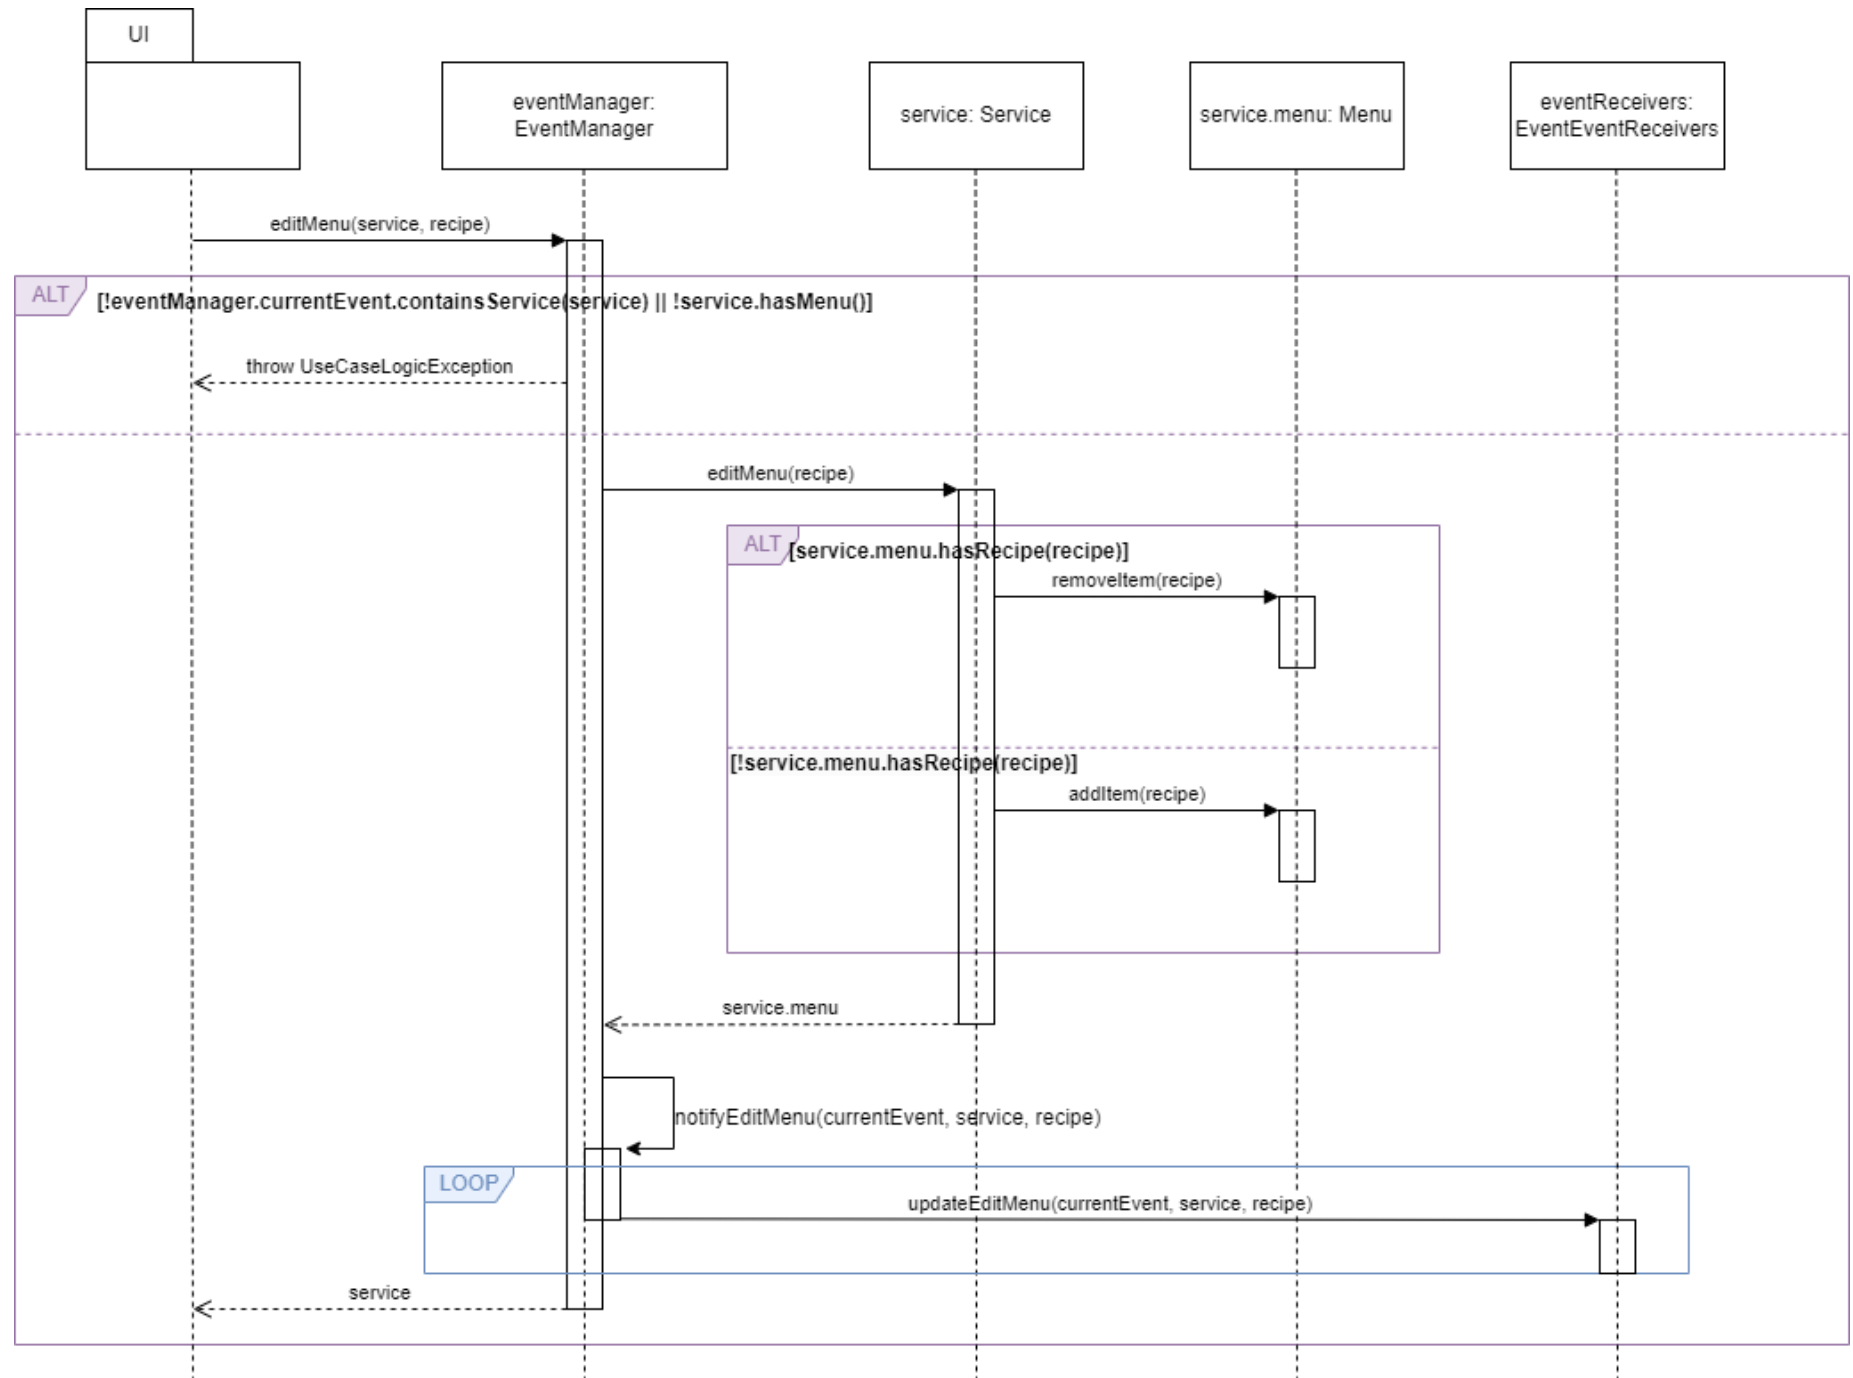 UI
eventManager:
EventManager
service: Service
service.menu: Menu
eventReceivers:
EventEventReceivers
editMenu(service, recipe)
ALT
[!eventManager.currentEvent.containsService(service) || !service.hasMenu()]
throw UseCaseLogicException
editMenu(recipe)
ALT
[service.menu.hasRecipe(recipe)]
removeItem(recipe)
[!service.menu.hasRecipe(recipe)]
addItem(recipe)
service.menu
notifyEditMenu(currentEvent, service, recipe)
LOOP
updateEditMenu(currentEvent, service, recipe)
service